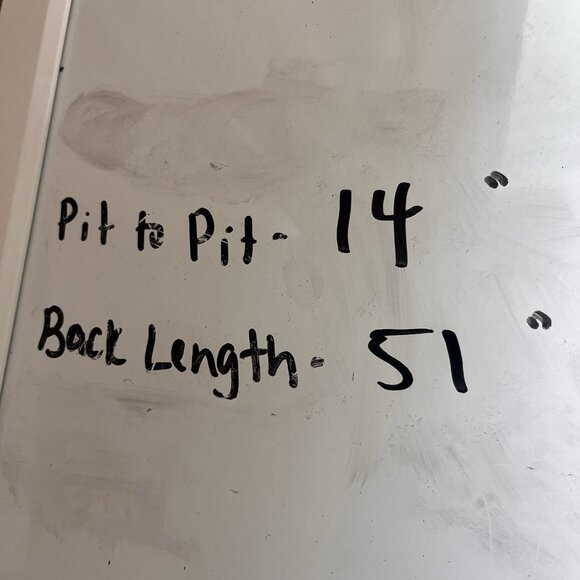 Pit to Pit - 14 "
Back Length - 51 "